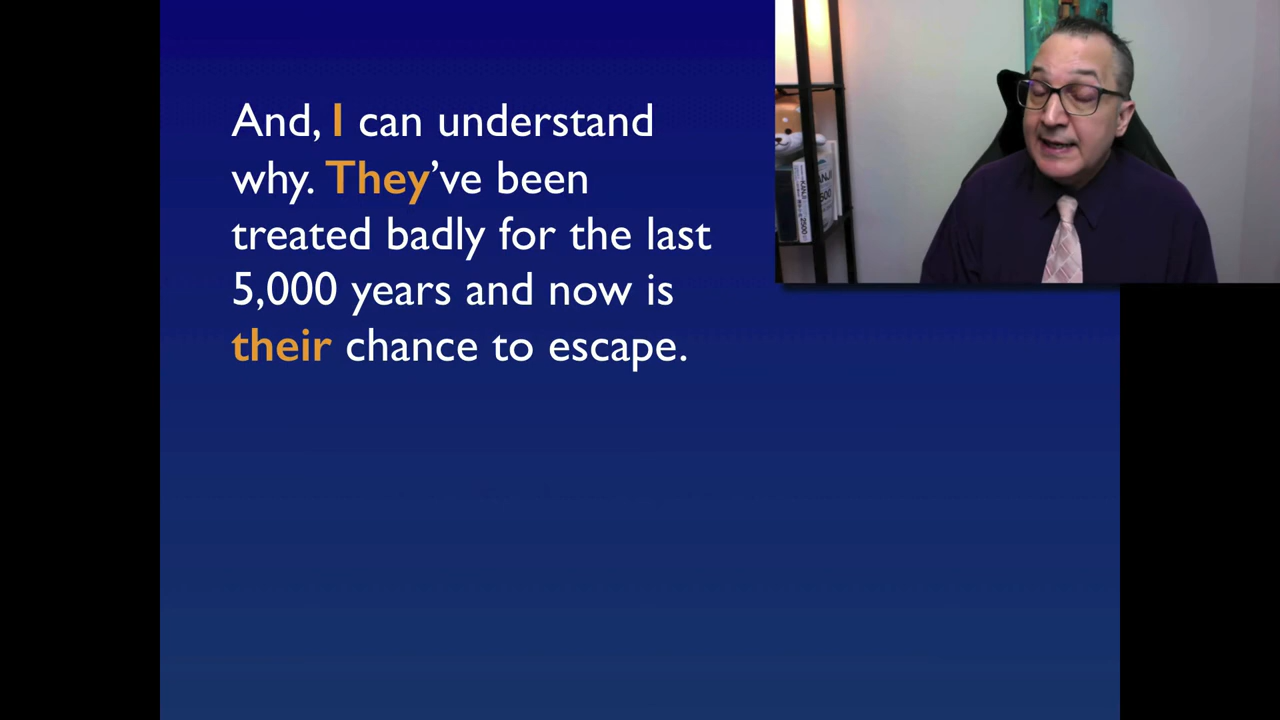 And, I can understand
why. They’ve been
treated badly for the last
5,000 years and now is
their chance to escape.
KANJI